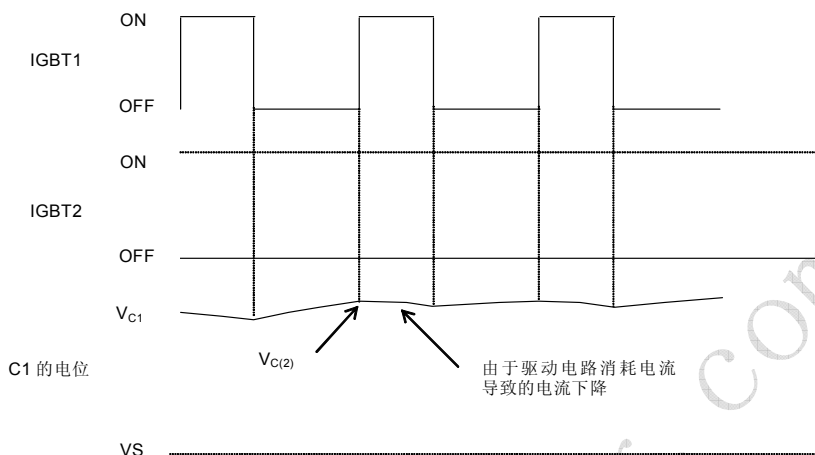 ON
IGBT1
OFF
ON
IGBT2
OFF
VC1
VC(2)
C1 的电位
由于驱动电路消耗电流
导致的电流下降
VS
com